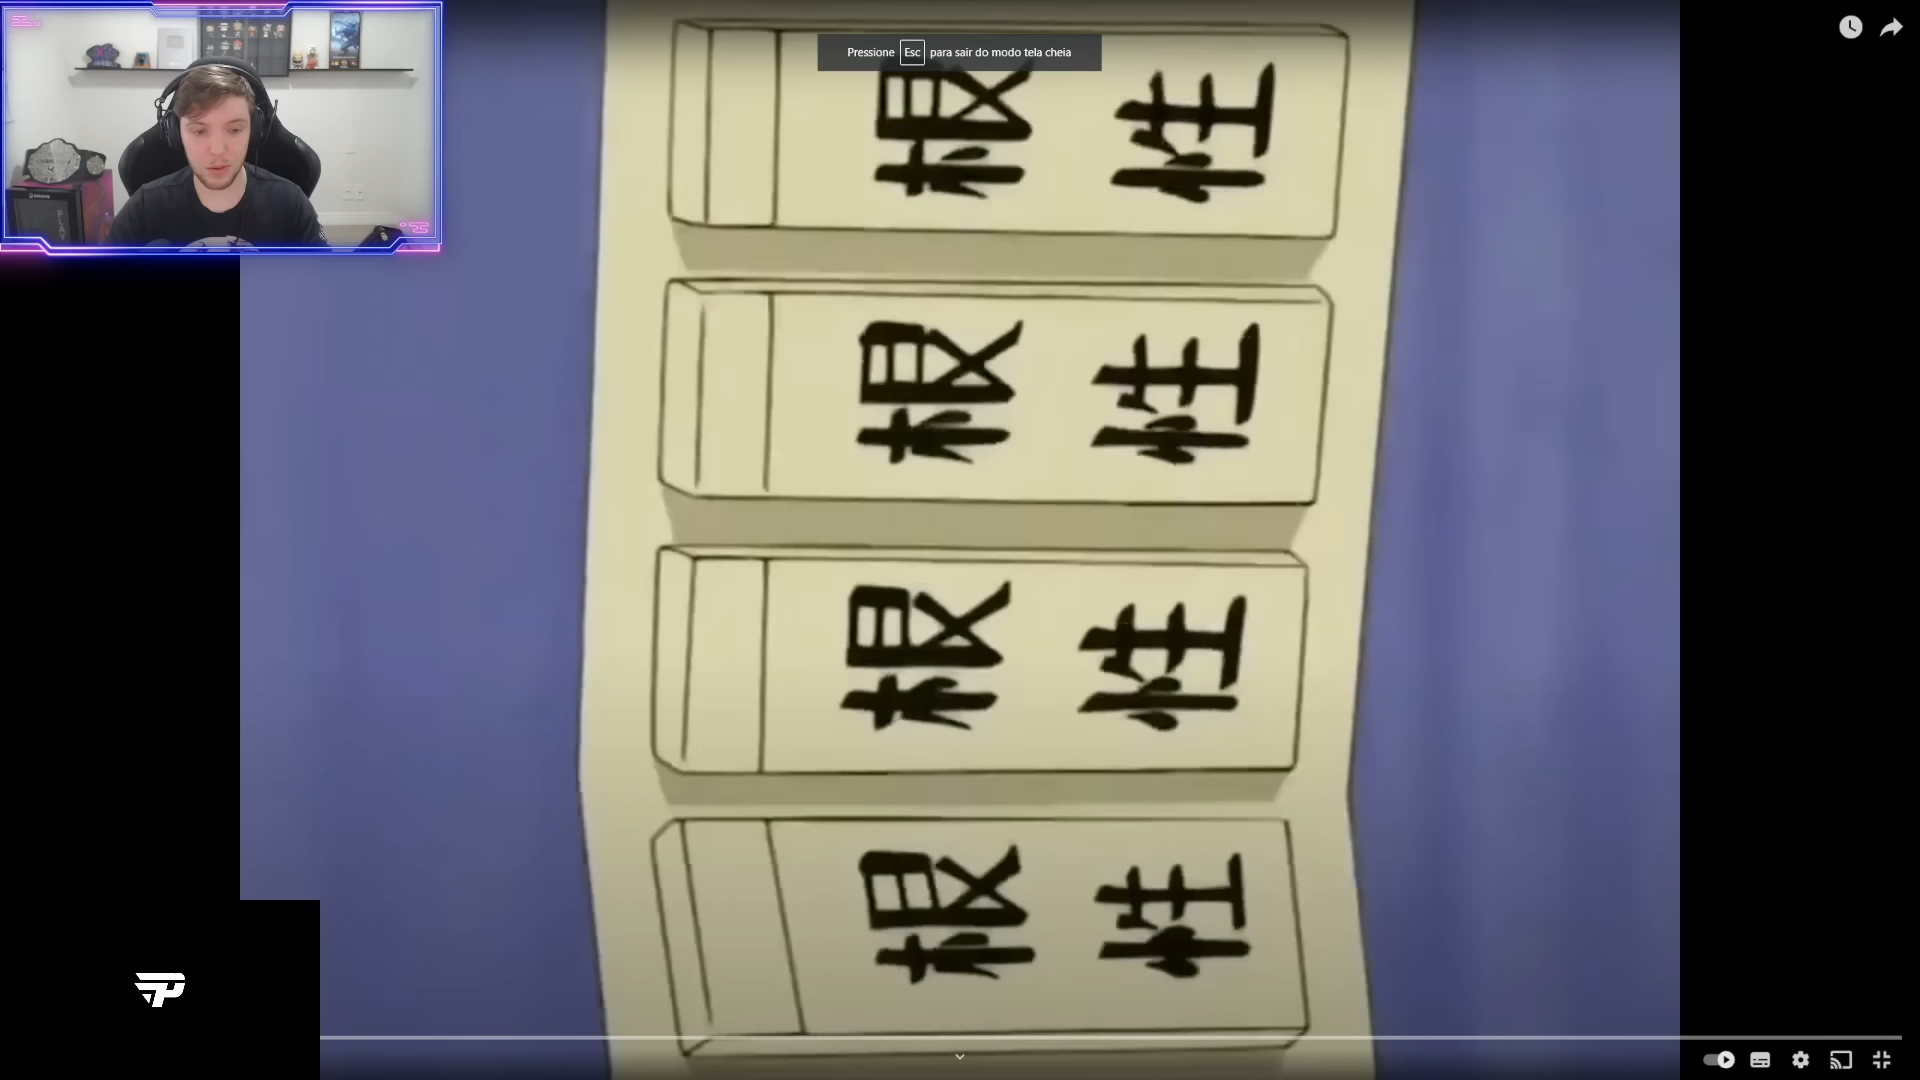 Pressione Esc para sair do modo tela cheia
根性
根性
根性
根性